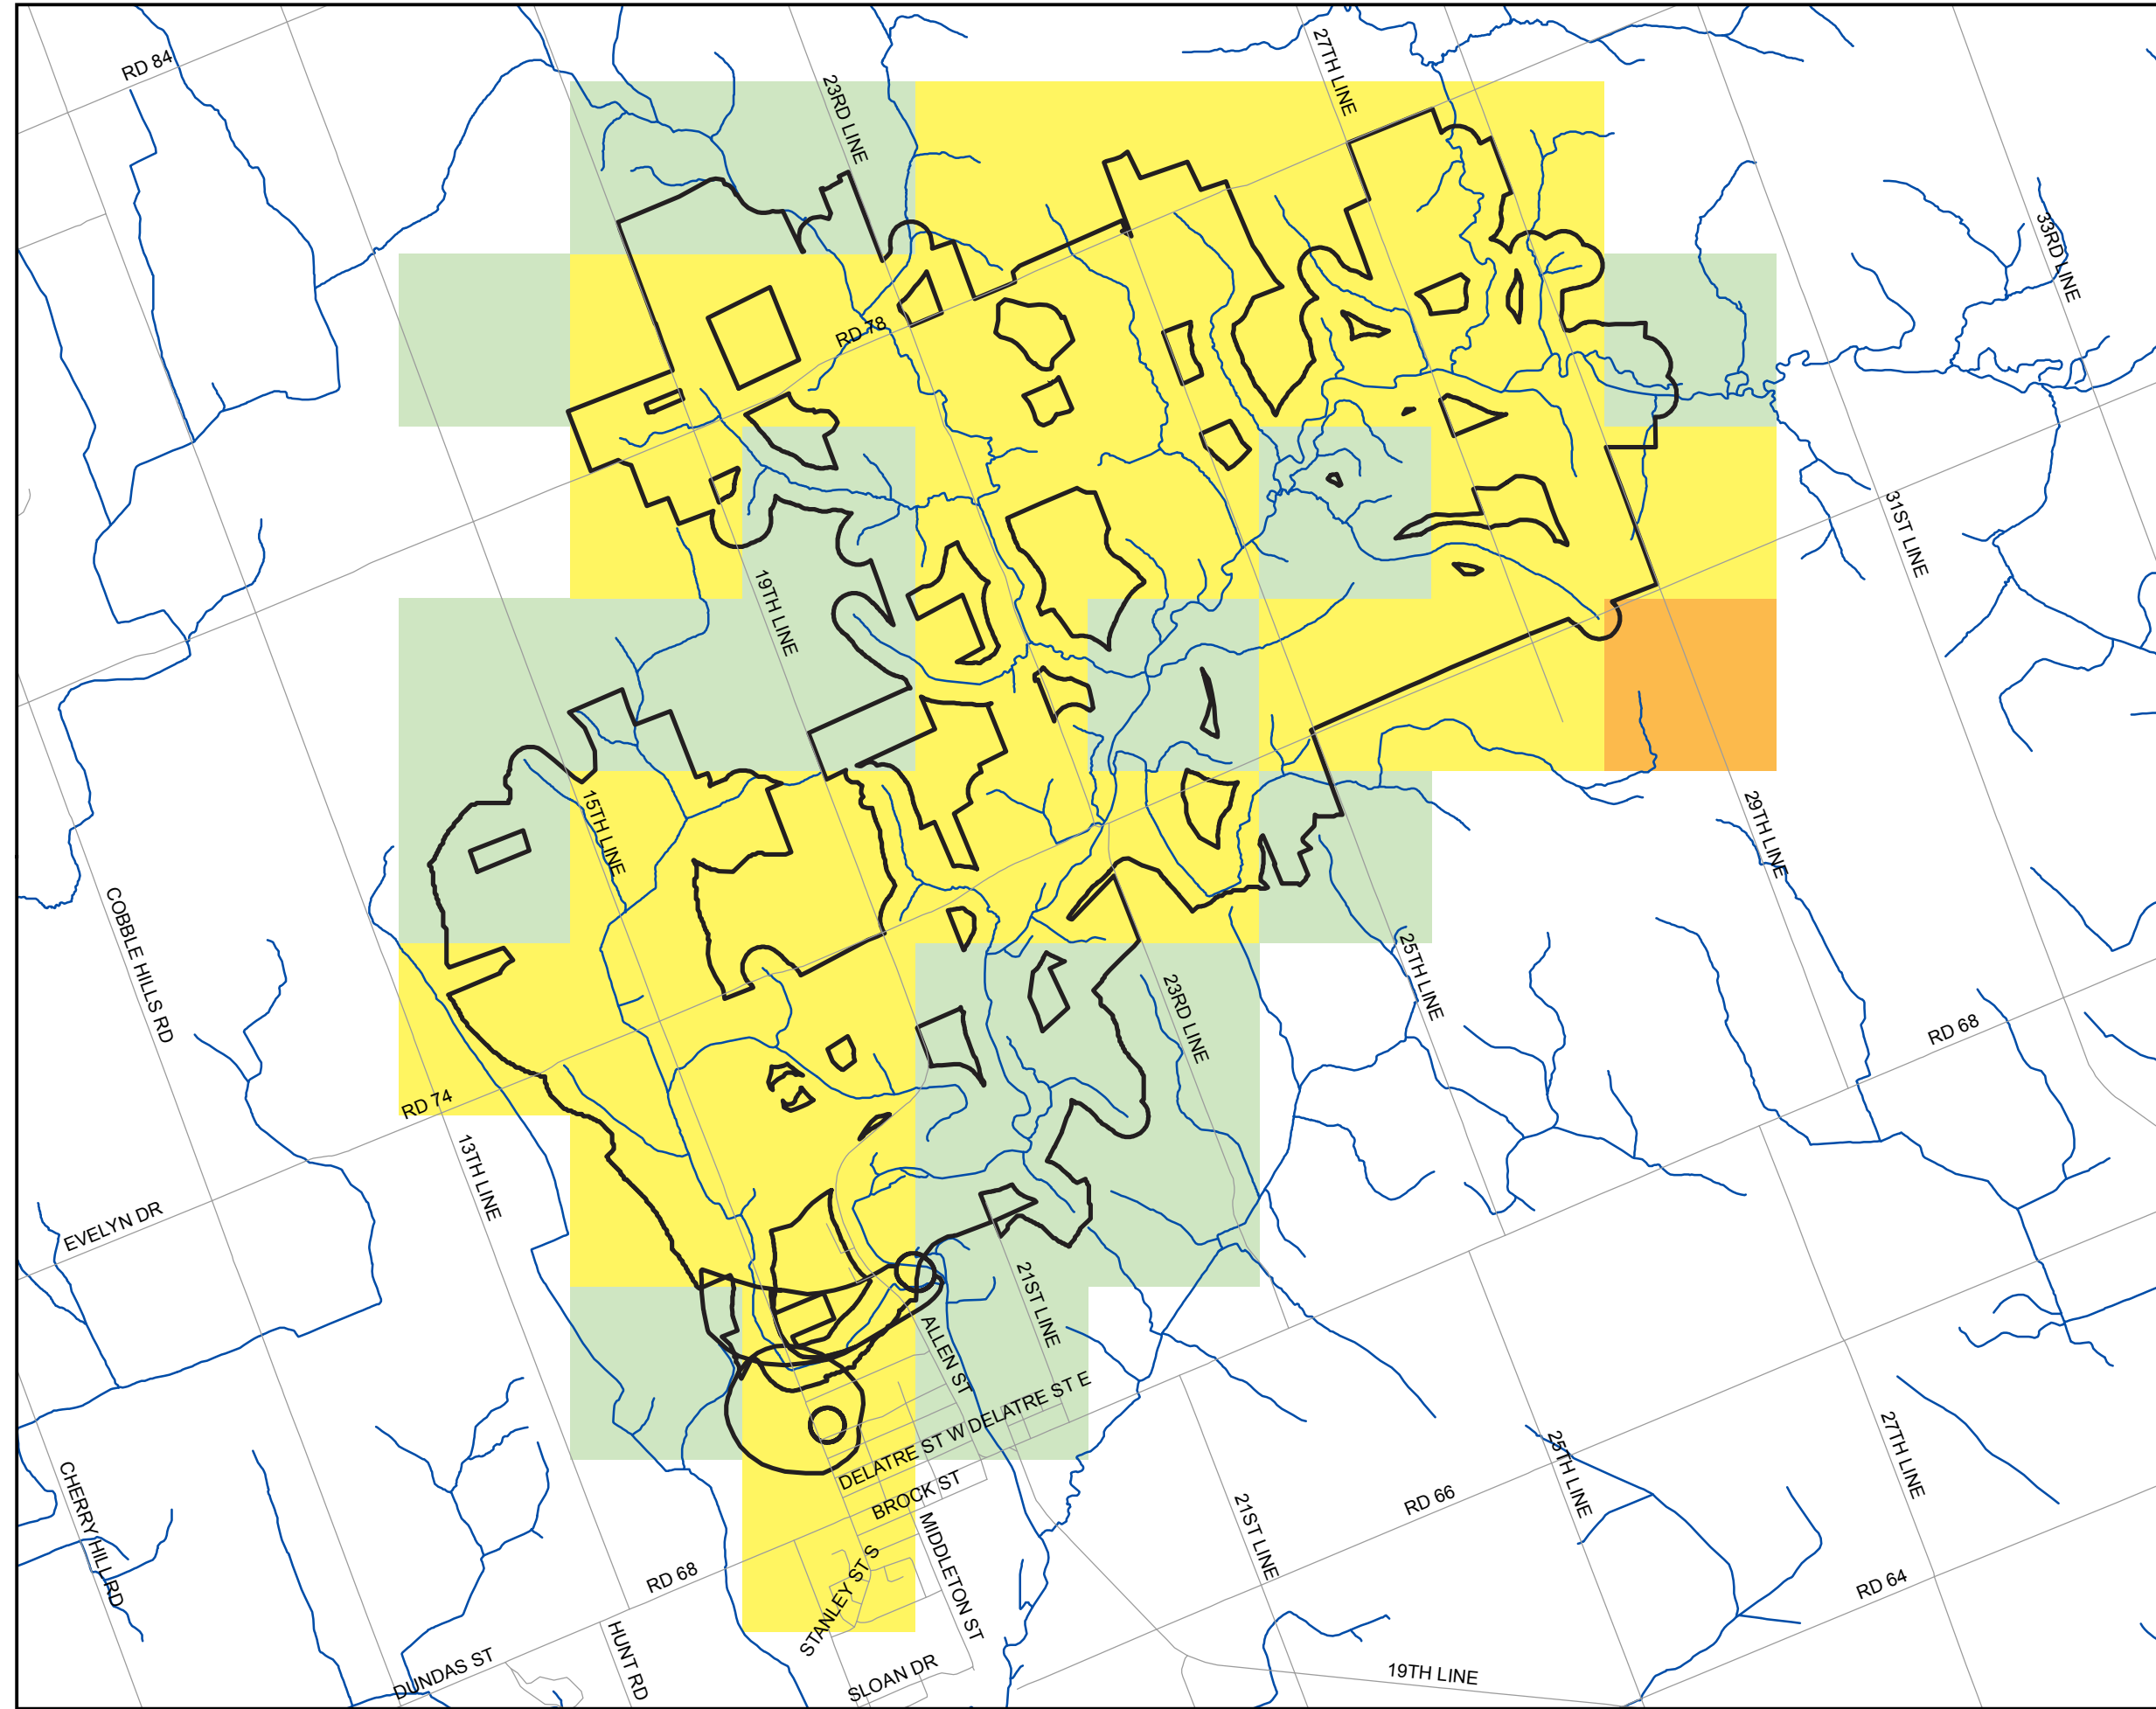 RD 84
23RD LINE
27TH LINE
33RD LINE
RD 78
31ST LINE
19TH LINE
15TH LINE
29TH LINE
COBBLE HILLS RD
25TH LINE
23RD LINE
RD 68
RD 74
13TH LINE
EVELYN DR
21ST LINE
ALLEN ST
DELATRE ST W DELATRE ST E
BROCK ST
CHERRY HILL RD
27TH LINE
25TH LINE
RD 66
21ST LINE
MIDDLETON ST
STANLEY ST S
RD 68
RD 64
HUNT RD
DUNDAS ST
SLOAN DR
19TH LINE